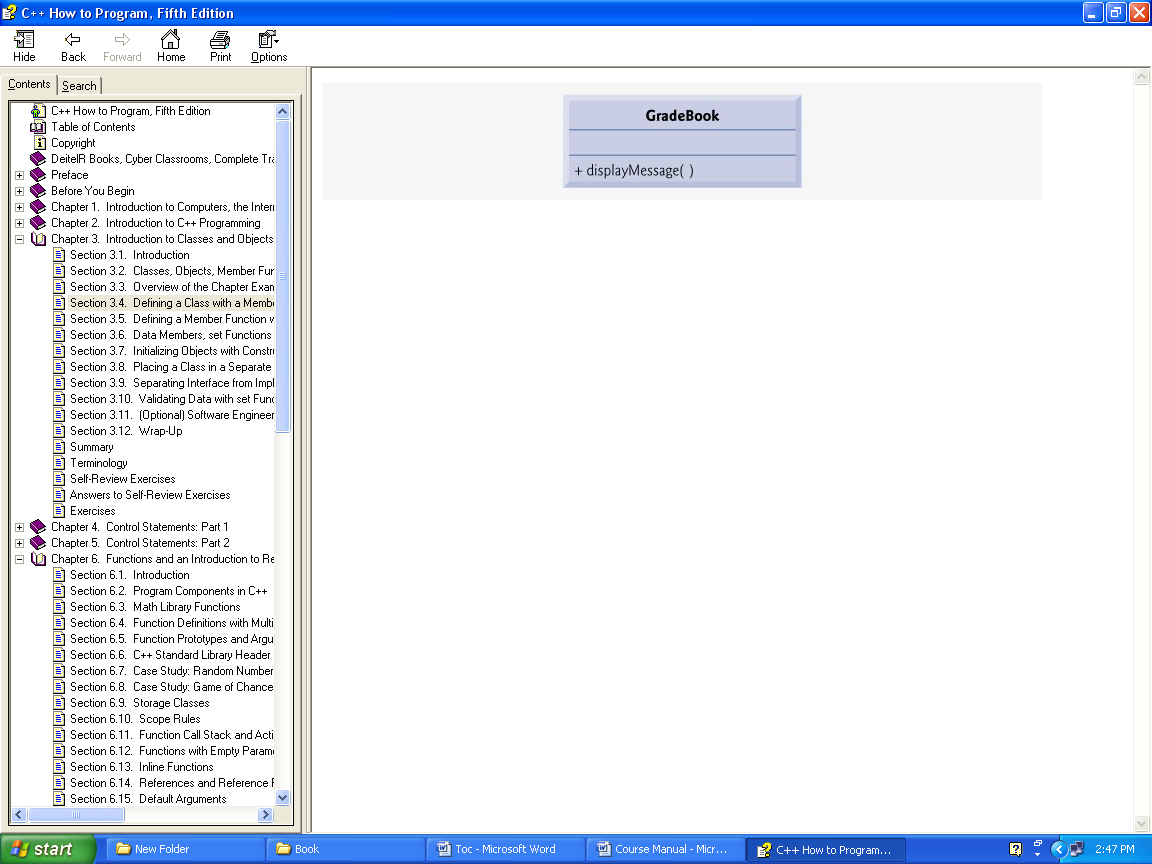 C++ How to Program, Fifth Edition
Hide Back Forward Home Print Options
Contents Search
C++ How to Program, Fifth Edition
Table of Contents
Copyright
DeitelR Books, Cyber Classrooms, Complete Tra
Preface
Before You Begin
Chapter 1. Introduction to Computers, the Inter
Chapter 2. Introduction to C++ Programming
Chapter 3. Introduction to Classes and Objects
Section 3.1. Introduction
Section 3.2. Classes, Objects, Member Fun
Section 3.3. Overview of the Chapter Exam
Section 3.4. Defining a Class with a Membe
Section 3.5. Defining a Member Function w
Section 3.6. Data Members, set Functions
Section 3.7. Initializing Objects with Constru
Section 3.8. Placing a Class in a Separate
Section 3.9. Separating Interface from Impl
Section 3.10. Validating Data with set Func
Section 3.11. (Optional) Software Engineer
Section 3.12. Wrap-Up
Summary
Terminology
Self-Review Exercises
Answers to Self-Review Exercises
Exercises
Chapter 4. Control Statements: Part 1
Chapter 5. Control Statements: Part 2
Chapter 6. Functions and an Introduction to Re
Section 6.1. Introduction
Section 6.2. Program Components in C++
Section 6.3. Math Library Functions
Section 6.4. Function Definitions with Multi
Section 6.5. Function Prototypes and Argu
Section 6.6. C++ Standard Library Header
Section 6.7. Case Study: Random Number
Section 6.8. Case Study: Game of Chance
Section 6.9. Storage Classes
Section 6.10. Scope Rules
Section 6.11. Function Call Stack and Acti
Section 6.12. Functions with Empty Parame
Section 6.13. Inline Functions
Section 6.14. References and Reference P
Section 6.15. Default Arguments
GradeBook
+ displayMessage( )
start New Folder Book Toc - Microsoft Word Course Manual - Micr... C++ How to Program... 2:47 PM